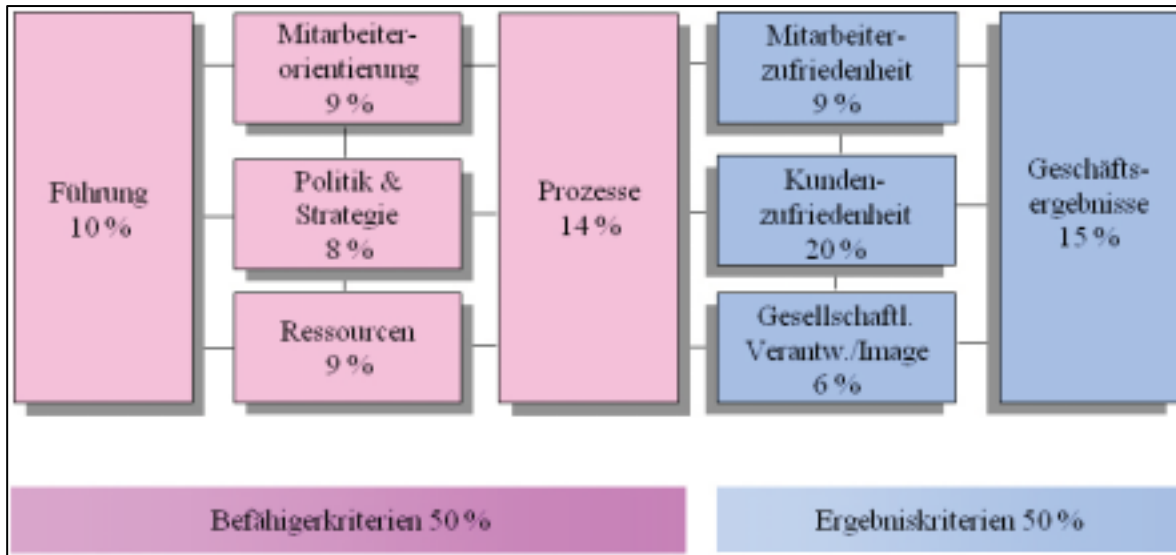 Führung
10 %
Mitarbeiter-
orientierung
9 %
Politik &
Strategie
8 %
Ressourcen
9 %
Prozesse
14 %
Mitarbeiter-
zufriedenheit
9 %
Kunden-
zufriedenheit
20 %
Gesellschaftl.
Verantw./Image
6 %
Geschäfts-
ergebnisse
15 %
Befähigerkriterien 50 %
Ergebniskriterien 50 %